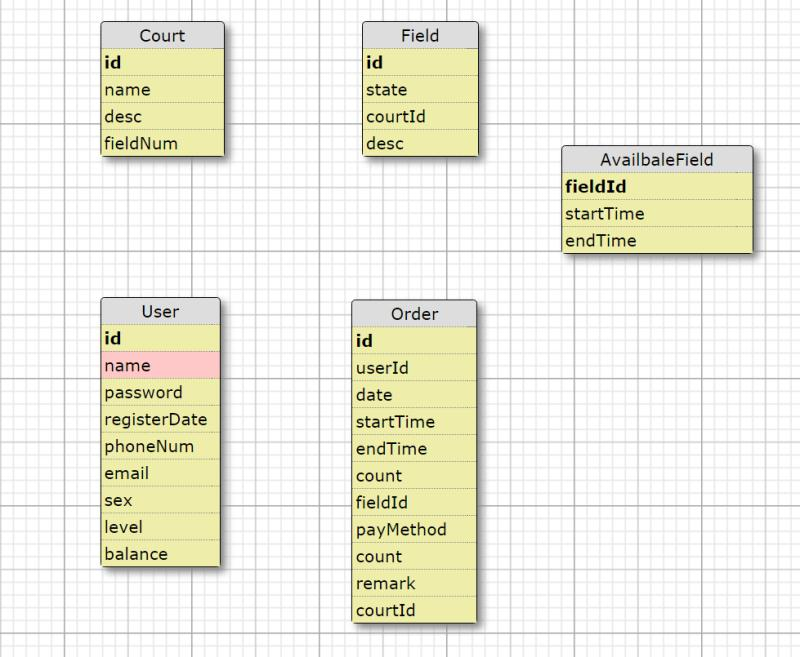 Court
id
name
desc
fieldNum
Field
id
state
courtId
desc
AvailbaleField
fieldId
startTime
endTime
User
id
name
password
registerDate
phoneNum
email
sex
level
balance
Order
id
userId
date
startTime
endTime
count
fieldId
payMethod
count
remark
courtId